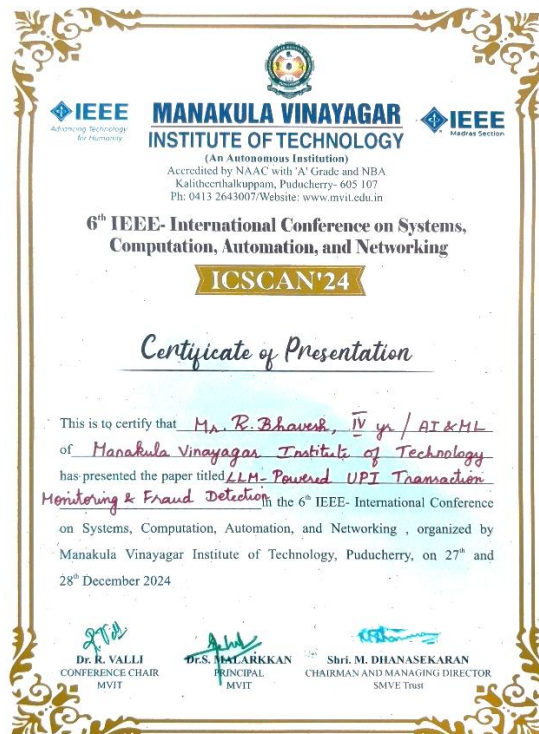 IEEE
Advancing Technology
for Humanity
MANAKULA VINAYAGAR
INSTITUTE OF TECHNOLOGY
IEEE
Madras Section
(An Autonomous Institution)
Accredited by NAAC with 'A' Grade and NBA
Kalitheerthalkuppam, Puducherry- 605 107
Ph: 0413 2643007/Website: www.mvit.edu.in
6th IEEE- International Conference on Systems,
Computation, Automation, and Networking
ICSCAN'24
Certificate of Presentation
This is to certify that Mr. R. Bhavesh, IV yr / AI & ML
of Manakula Vinayagar Institute of Technology
has presented the paper titled LLM-Powered UPI Transaction
Monitoring & Fraud Detection in the 6th IEEE- International Conference
on Systems, Computation, Automation, and Networking , organized by
Manakula Vinayagar Institute of Technology, Puducherry, on 27th and
28th December 2024
Dr. R. VALLI
CONFERENCE CHAIR
MVIT
Dr.S. MALARKKAN
PRINCIPAL
MVIT
Shri. M. DHANASEKARAN
CHAIRMAN AND MANAGING DIRECTOR
SMVE Trust